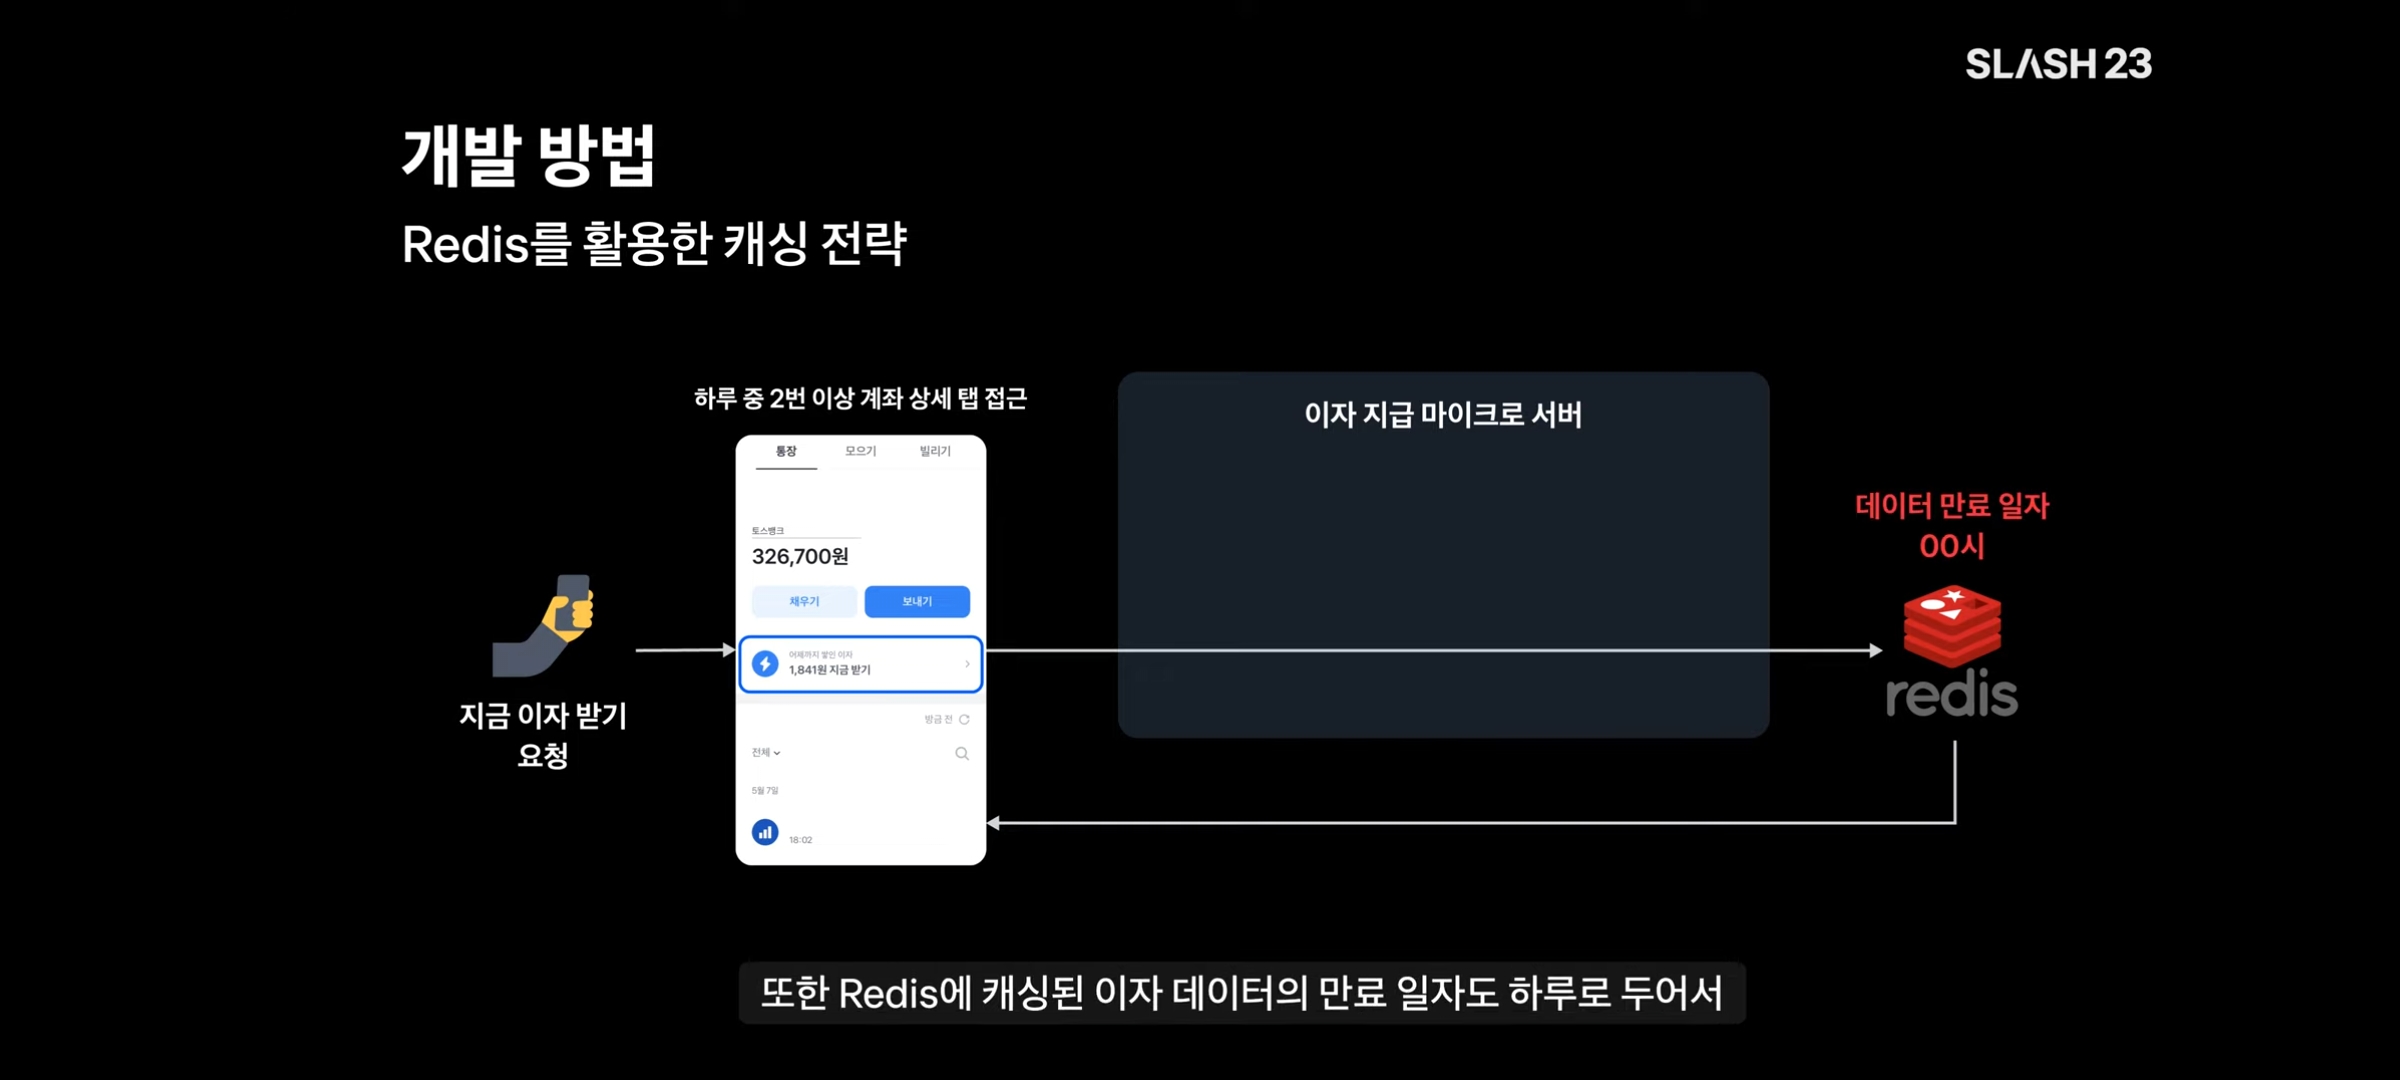 SLASH 23
개발 방법
Redis를 활용한 캐싱 전략
하루 중 2번 이상 계좌 상세 탭 접근
이자 지급 마이크로 서버
통장 모으기 빌리기
토스뱅크
326,700원
채우기 보내기
어제까지 쌓인 이자
1,841원 지금 받기
방금 전
전체
5월 7일
18:02
지금 이자 받기
요청
데이터 만료 일자
00시
redis
또한 Redis에 캐싱된 이자 데이터의 만료 일자도 하루로 두어서